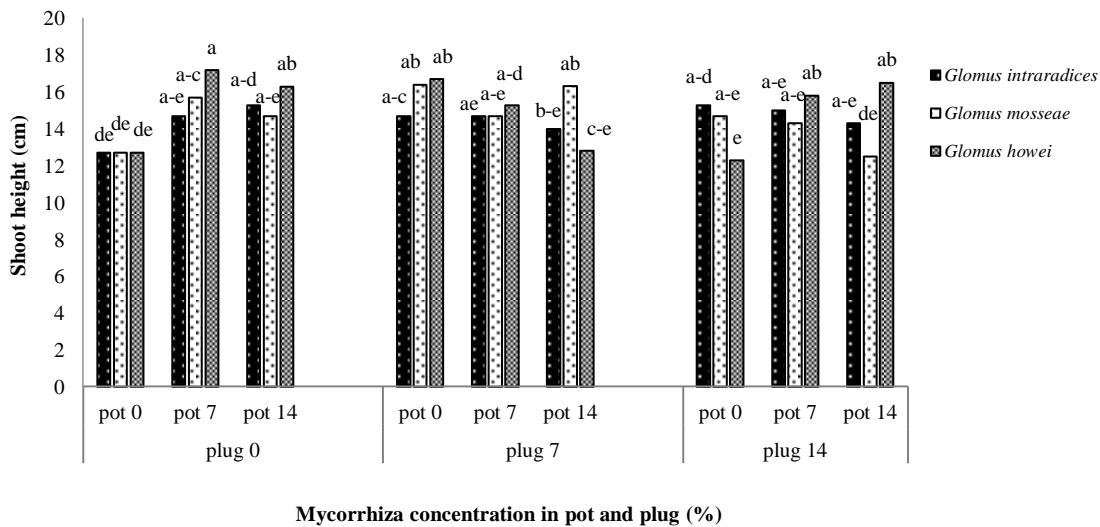 Shoot height (cm)
20
18
16
14
12
10
8
6
4
2
0
de de de
a-e a-c a
a-d a-e ab
a-c ab ab
ae a-e a-d
b-e ab c-e
a-d a-e e
a-e a-e ab
a-e de ab
pot 0 pot 7 pot 14 pot 0 pot 7 pot 14 pot 0 pot 7 pot 14
plug 0 plug 7 plug 14
Mycorrhiza concentration in pot and plug (%)
Glomus intraradices
Glomus mosseae
Glomus howei